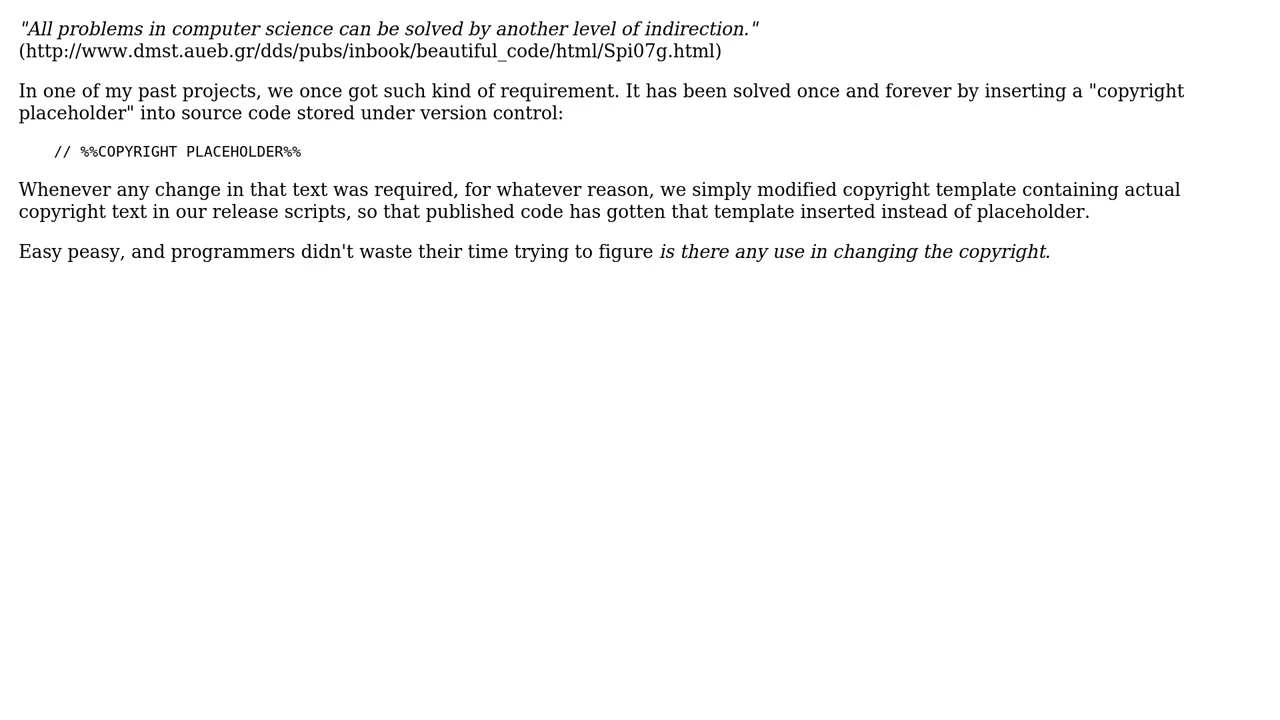 "All problems in computer science can be solved by another level of indirection."
(http://www.dmst.aueb.gr/dds/pubs/inbook/beautiful_code/html/Spi07g.html)
In one of my past projects, we once got such kind of requirement. It has been solved once and forever by inserting a "copyright
placeholder" into source code stored under version control:
// %%COPYRIGHT PLACEHOLDER%%
Whenever any change in that text was required, for whatever reason, we simply modified copyright template containing actual
copyright text in our release scripts, so that published code has gotten that template inserted instead of placeholder.
Easy peasy, and programmers didn't waste their time trying to figure is there any use in changing the copyright.